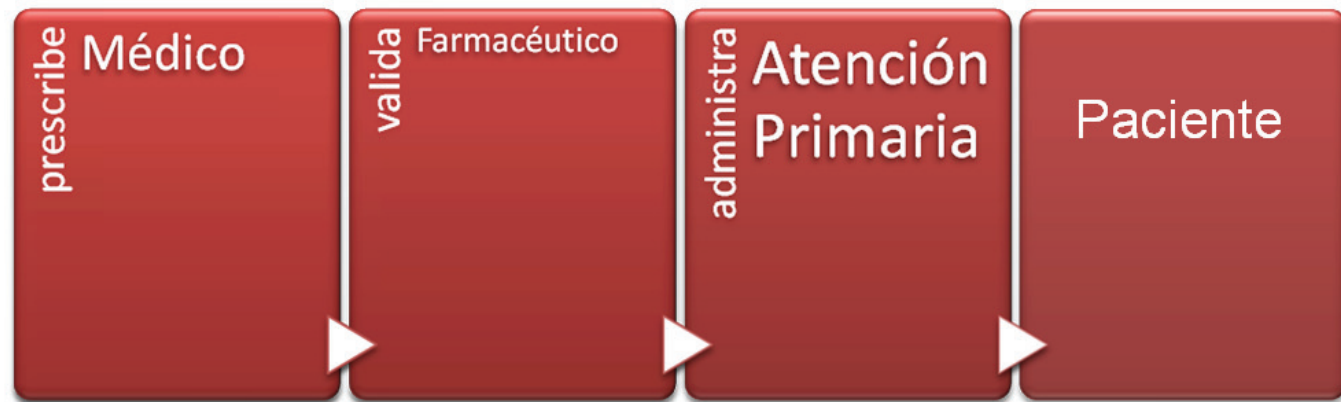 prescribe
Médico
valida
Farmacéutico
administra
Atención
Primaria
Paciente